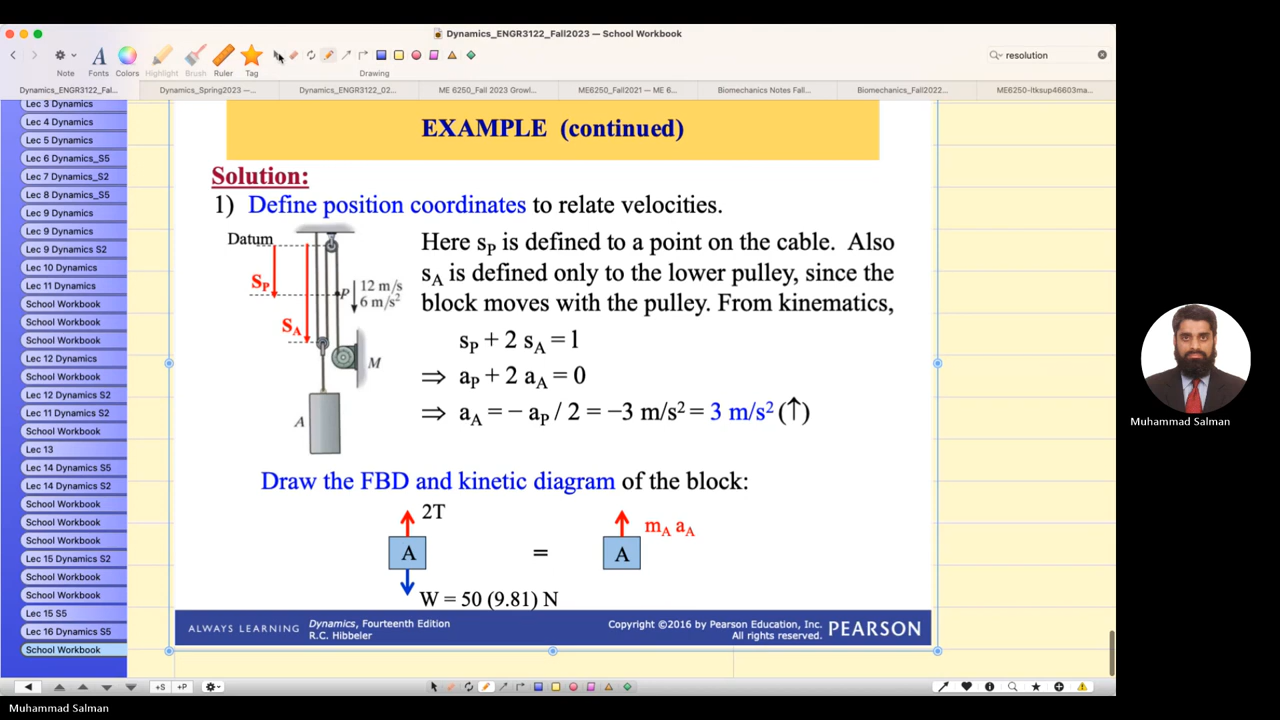 Dynamics_ENGR3122_Fall2023 — School Workbook
Note
Fonts
Colors
Highlight
Brush
Ruler
Tag
Drawing
resolution
Dynamics_ENGR3122_Fal...
Dynamics_Spring2023 —...
Dynamics_ENGR3122_02...
ME 6250_Fall 2023 Growl...
ME6250_Fall2021 — ME 6...
Biomechanics Notes Fall...
Biomechanics_Fall2022...
ME6250-ltksup46603ma...
Lec 3 Dynamics
Lec 4 Dynamics
Lec 5 Dynamics
Lec 6 Dynamics_S5
Lec 7 Dynamics_S2
Lec 8 Dynamics_S5
Lec 9 Dynamics
Lec 9 Dynamics
Lec 9 Dynamics S2
Lec 10 Dynamics
Lec 11 Dynamics
School Workbook
School Workbook
School Workbook
Lec 12 Dynamics
School Workbook
Lec 12 Dynamics S2
Lec 11 Dynamics S2
School Workbook
Lec 13
Lec 14 Dynamics S5
Lec 14 Dynamics S2
School Workbook
School Workbook
School Workbook
Lec 15 Dynamics S2
School Workbook
School Workbook
Lec 15 S5
Lec 16 Dynamics S5
School Workbook
EXAMPLE (continued)
Solution:
1) Define position coordinates to relate velocities.
Datum
SP
SA
P
12 m/s
6 m/s²
M
A
Here sP is defined to a point on the cable. Also
sA is defined only to the lower pulley, since the
block moves with the pulley. From kinematics,
sP + 2 sA = l
⇒ aP + 2 aA = 0
⇒ aA = − aP / 2 = −3 m/s² = 3 m/s² (↑)
Draw the FBD and kinetic diagram of the block:
2T
A
=
A
mA aA
W = 50 (9.81) N
ALWAYS LEARNING
Dynamics, Fourteenth Edition
R.C. Hibbeler
Copyright ©2016 by Pearson Education, Inc.
All rights reserved.
PEARSON
+S
+P
Muhammad Salman
Muhammad Salman